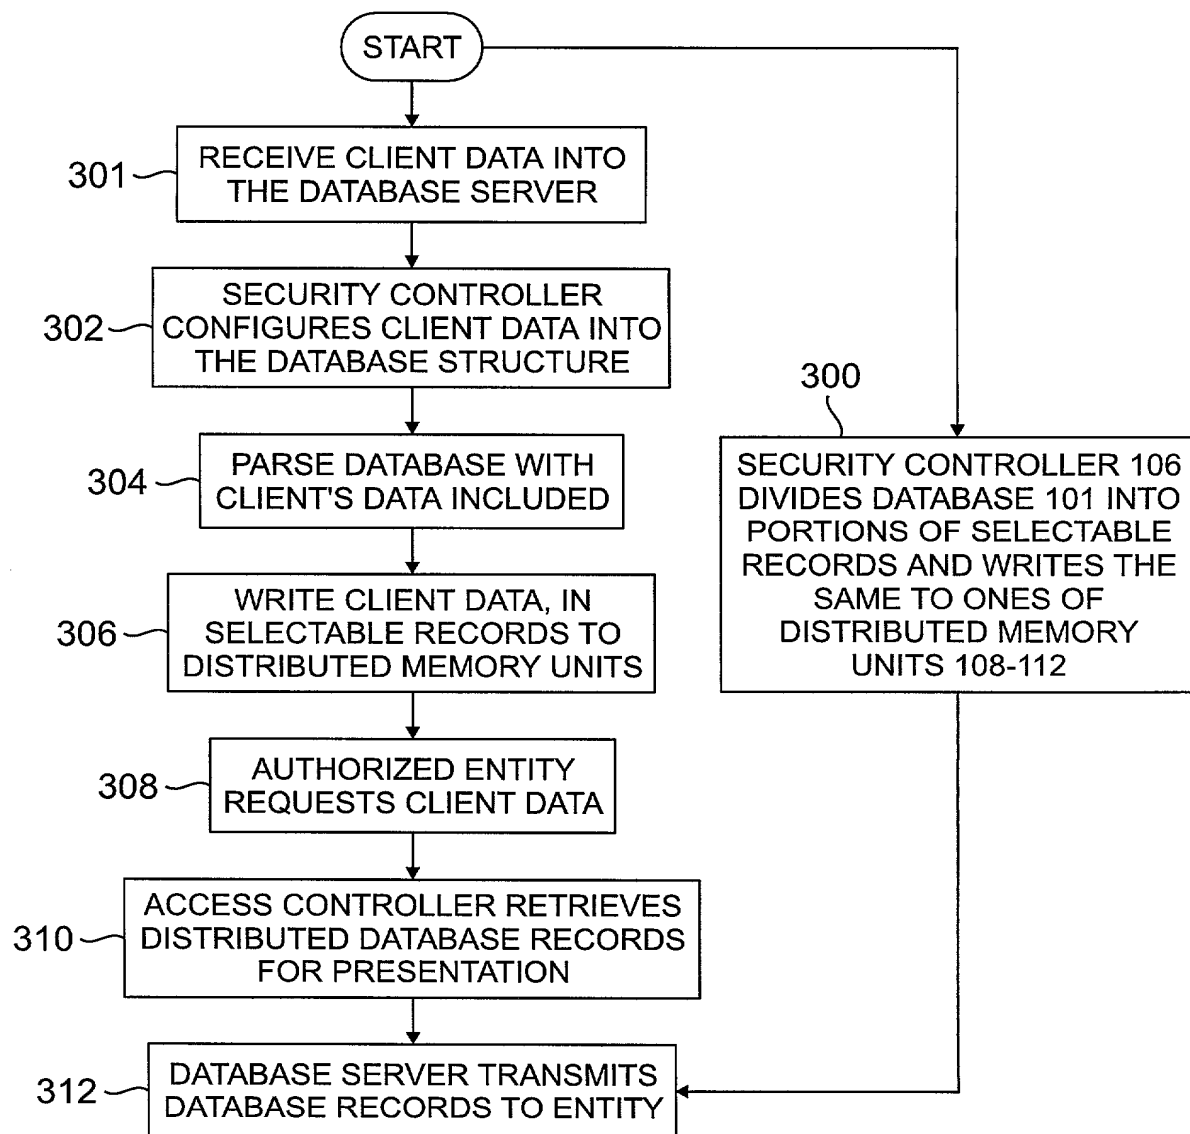 START
301
RECEIVE CLIENT DATA INTO
THE DATABASE SERVER
302
SECURITY CONTROLLER
CONFIGURES CLIENT DATA INTO
THE DATABASE STRUCTURE
304
PARSE DATABASE WITH
CLIENT'S DATA INCLUDED
306
WRITE CLIENT DATA, IN
SELECTABLE RECORDS TO
DISTRIBUTED MEMORY UNITS
308
AUTHORIZED ENTITY
REQUESTS CLIENT DATA
310
ACCESS CONTROLLER RETRIEVES
DISTRIBUTED DATABASE RECORDS
FOR PRESENTATION
312
DATABASE SERVER TRANSMITS
DATABASE RECORDS TO ENTITY
300
SECURITY CONTROLLER 106
DIVIDES DATABASE 101 INTO
PORTIONS OF SELECTABLE
RECORDS AND WRITES THE
SAME TO ONES OF
DISTRIBUTED MEMORY
UNITS 108-112